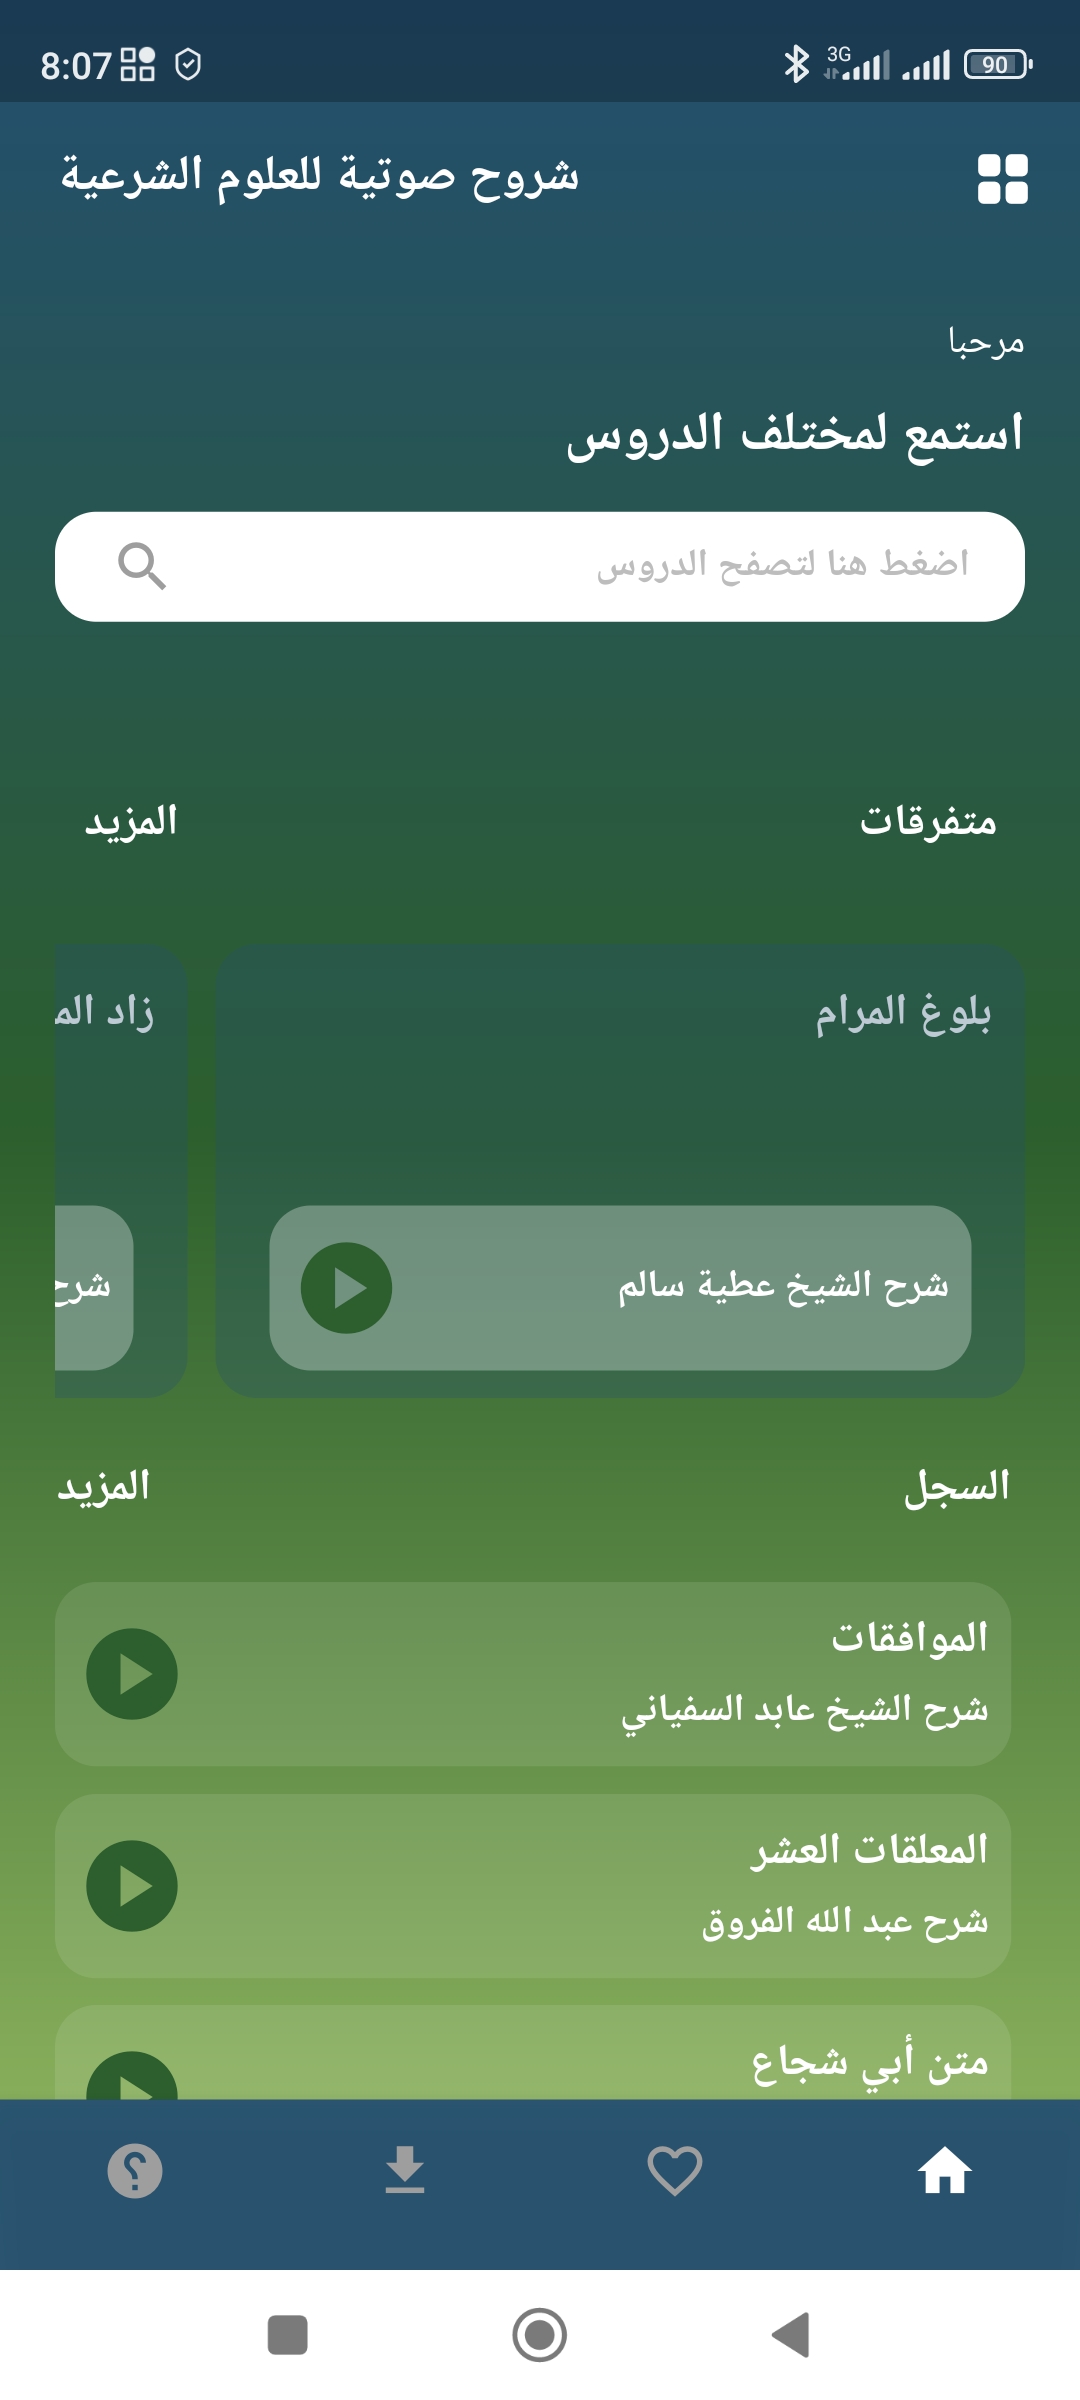 8:07
3G
90
شروح صوتية للعلوم الشرعية
مرحبا
استمع لمختلف الدروس
اضغط هنا لتصفح الدروس
متفرقات
المزيد
بلوغ المرام
زاد الم
شرح الشيخ عطية سالم
شرح
السجل
المزيد
الموافقات
شرح الشيخ عابد السفياني
المعلقات العشر
شرح عبد الله الفروق
متن أبي شجاع